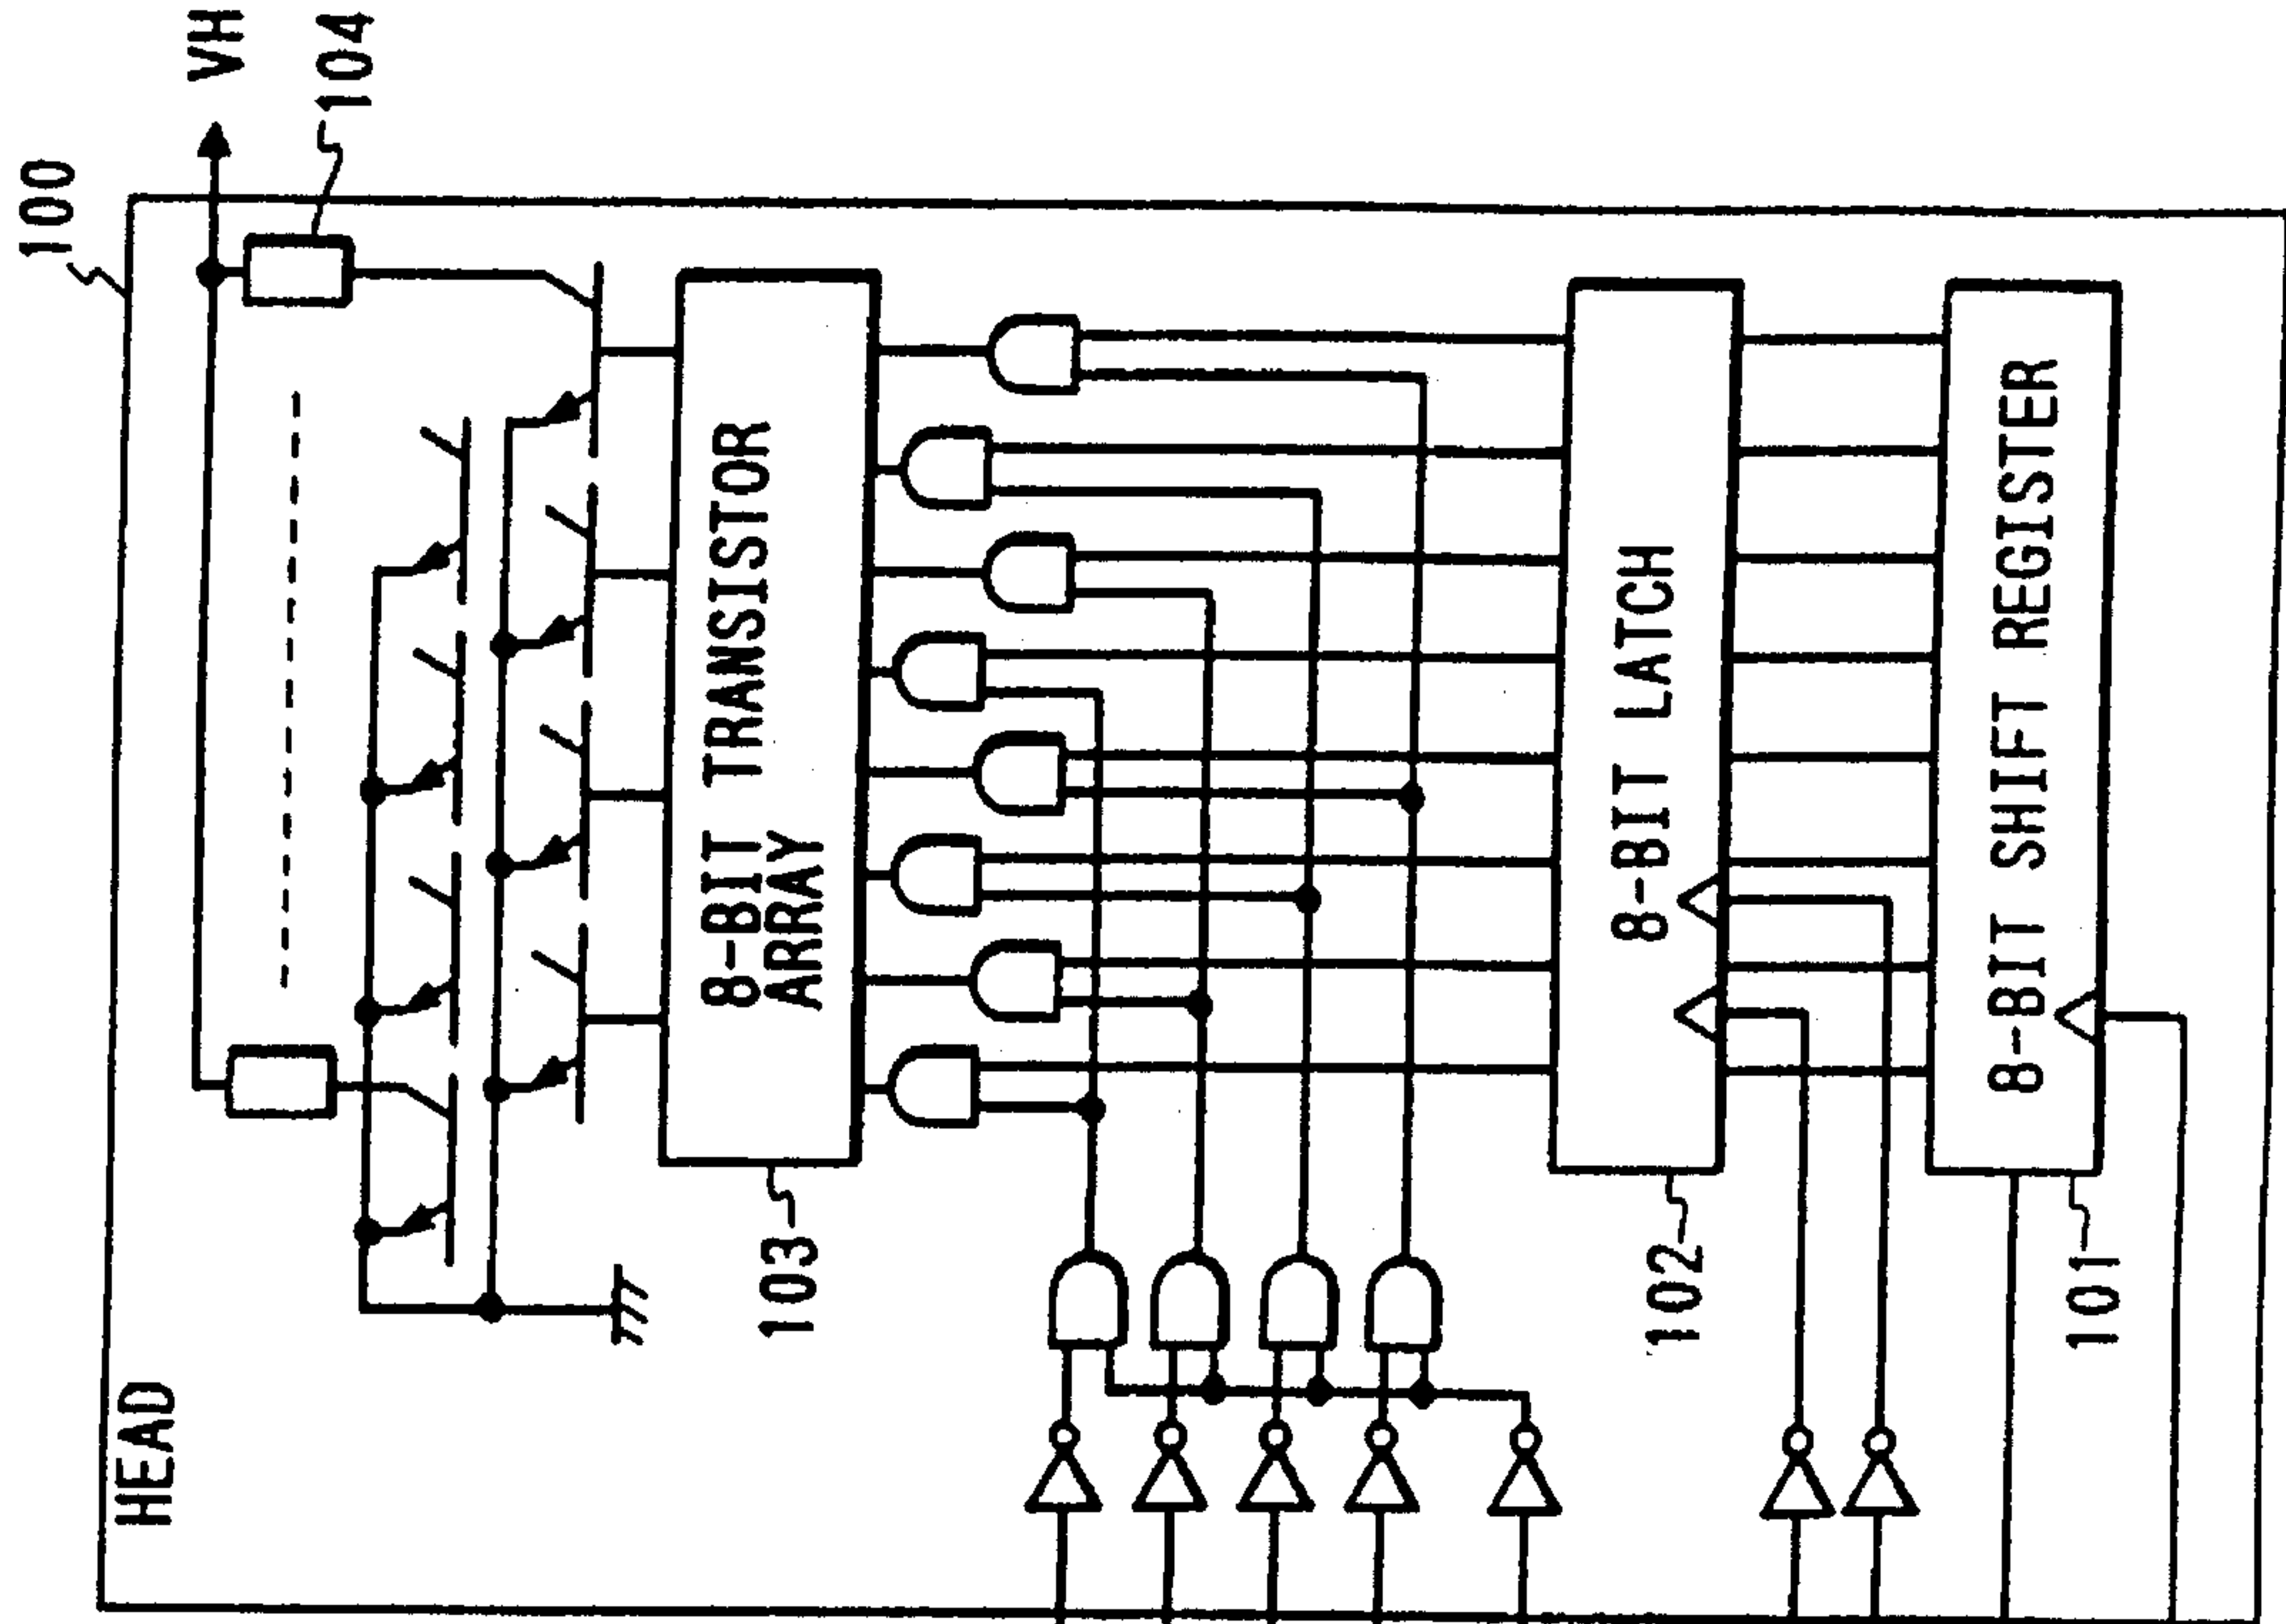 100
VH
104
HEAD
8-BIT TRANSISTOR
ARRAY
103
8-BIT LATCH
102
8-BIT SHIFT REGISTER
101